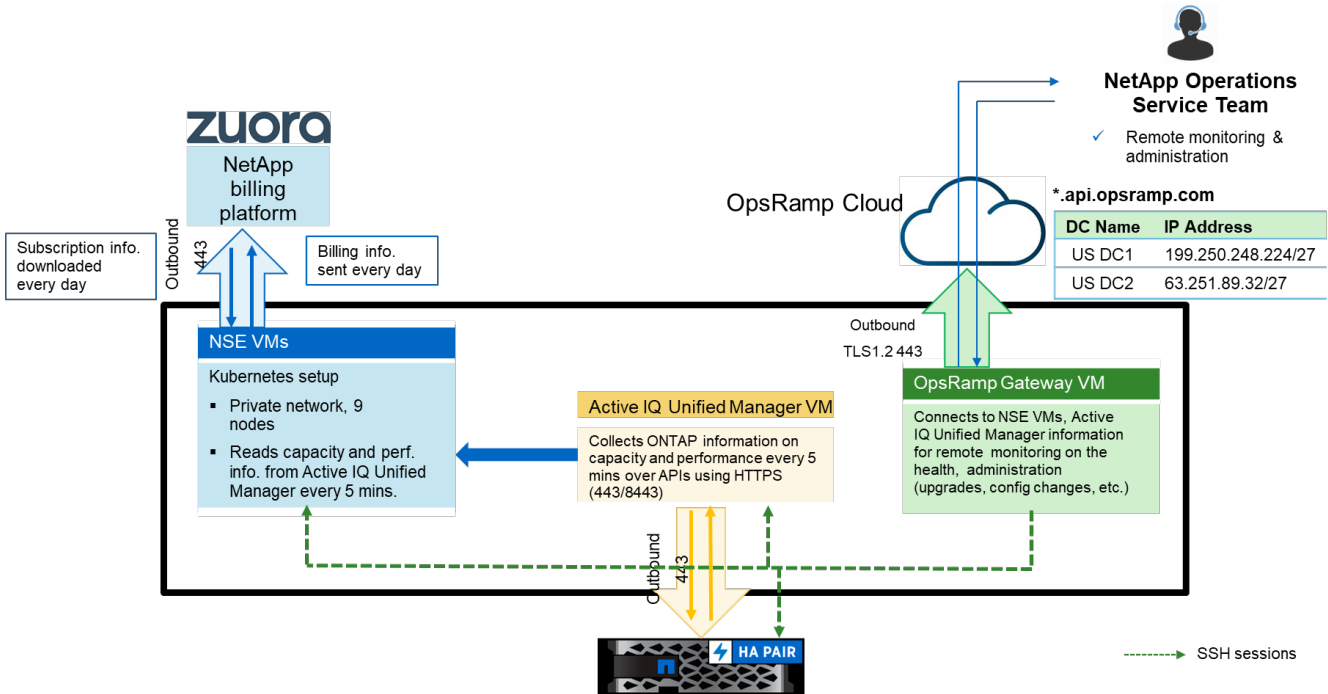 NetApp Operations
Service Team
✓ Remote monitoring &
administration
zuora
NetApp
billing
platform
Subscription info.
downloaded
every day
Outbound
443
Billing info.
sent every day
OpsRamp Cloud
*.api.opsramp.com
DC Name IP Address
US DC1 199.250.248.224/27
US DC2 63.251.89.32/27
Outbound
TLS1.2 443
NSE VMs
Kubernetes setup
▪ Private network, 9
nodes
▪ Reads capacity and perf.
info. from Active IQ Unified
Manager every 5 mins.
Active IQ Unified Manager VM
Collects ONTAP information on
capacity and performance every 5
mins over APIs using HTTPS
(443/8443)
OpsRamp Gateway VM
Connects to NSE VMs, Active
IQ Unified Manager information
for remote monitoring on the
health, administration
(upgrades, config changes, etc.)
Outbound
443
HA PAIR
SSH sessions